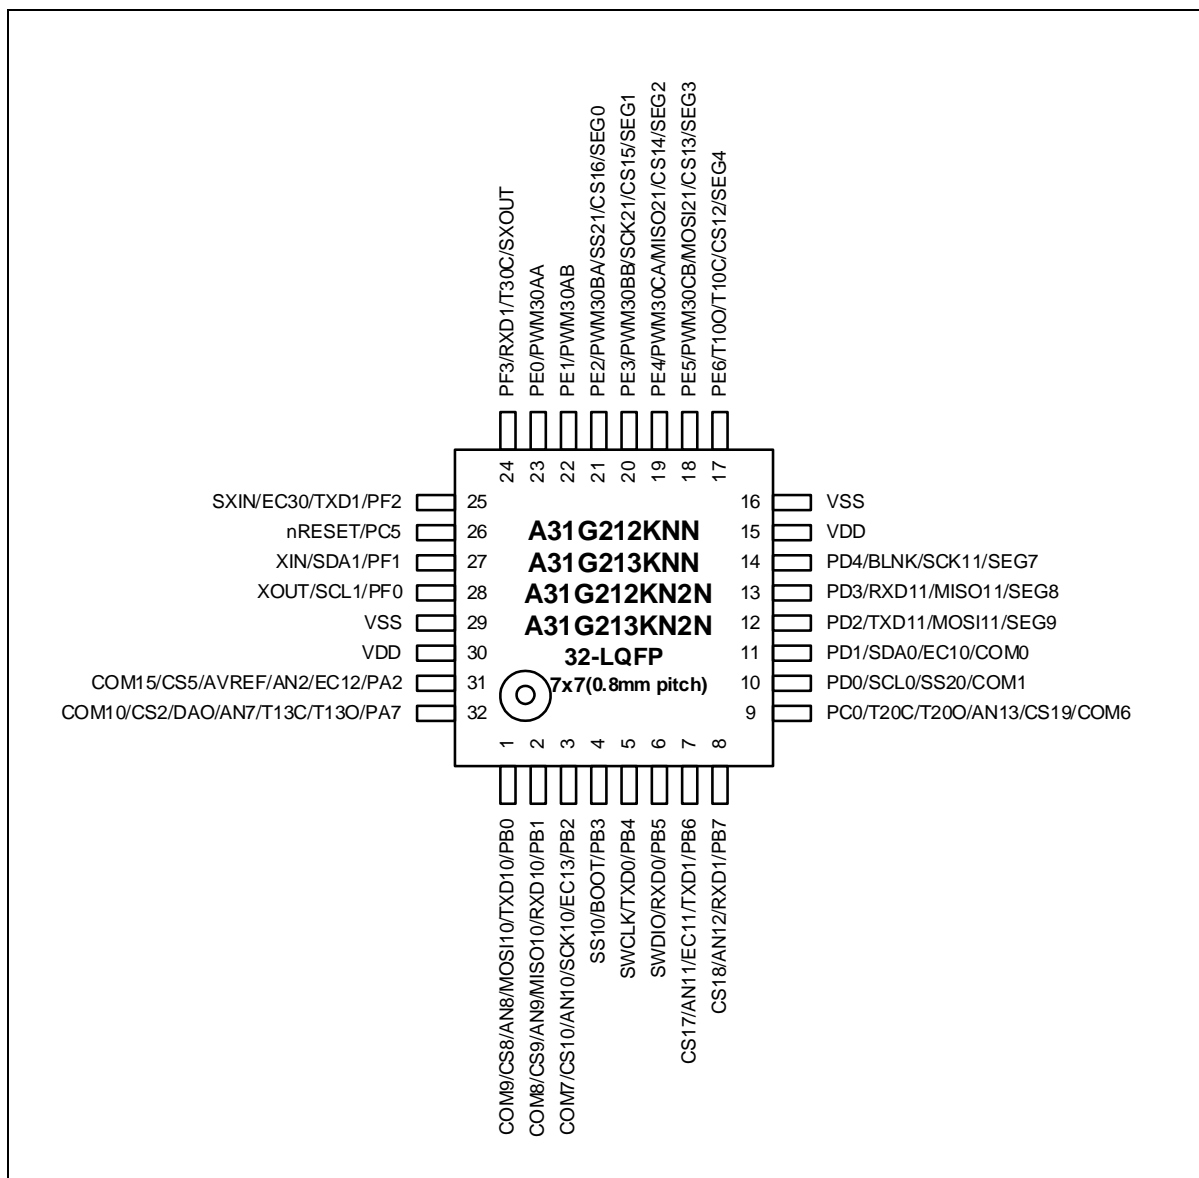 PF3/RXD1/T30C/SXOUT
PE0/PWM30AA
PE1/PWM30AB
PE2/PWM30BA/SS21/CS16/SEG0
PE3/PWM30BB/SCK21/CS15/SEG1
PE4/PWM30CA/MISO21/CS14/SEG2
PE5/PWM30CB/MOSI21/CS13/SEG3
PE6/T10O/T10C/CS12/SEG4
24 23 22 21 20 19 18 17
SXIN/EC30/TXD1/PF2 25
nRESET/PC5 26
XIN/SDA1/PF1 27
XOUT/SCL1/PF0 28
VSS 29
VDD 30
COM15/CS5/AVREF/AN2/EC12/PA2 31
COM10/CS2/DAO/AN7/T13C/T13O/PA7 32
A31G212KNN
A31G213KNN
A31G212KN2N
A31G213KN2N
32-LQFP
7x7(0.8mm pitch)
16 VSS
15 VDD
14 PD4/BLNK/SCK11/SEG7
13 PD3/RXD11/MISO11/SEG8
12 PD2/TXD11/MOSI11/SEG9
11 PD1/SDA0/EC10/COM0
10 PD0/SCL0/SS20/COM1
9 PC0/T20C/T20O/AN13/CS19/COM6
1 2 3 4 5 6 7 8
COM9/CS8/AN8/MOSI10/TXD10/PB0
COM8/CS9/AN9/MISO10/RXD10/PB1
COM7/CS10/AN10/SCK10/EC13/PB2
SS10/BOOT/PB3
SWCLK/TXD0/PB4
SWDIO/RXD0/PB5
CS17/AN11/EC11/TXD1/PB6
CS18/AN12/RXD1/PB7